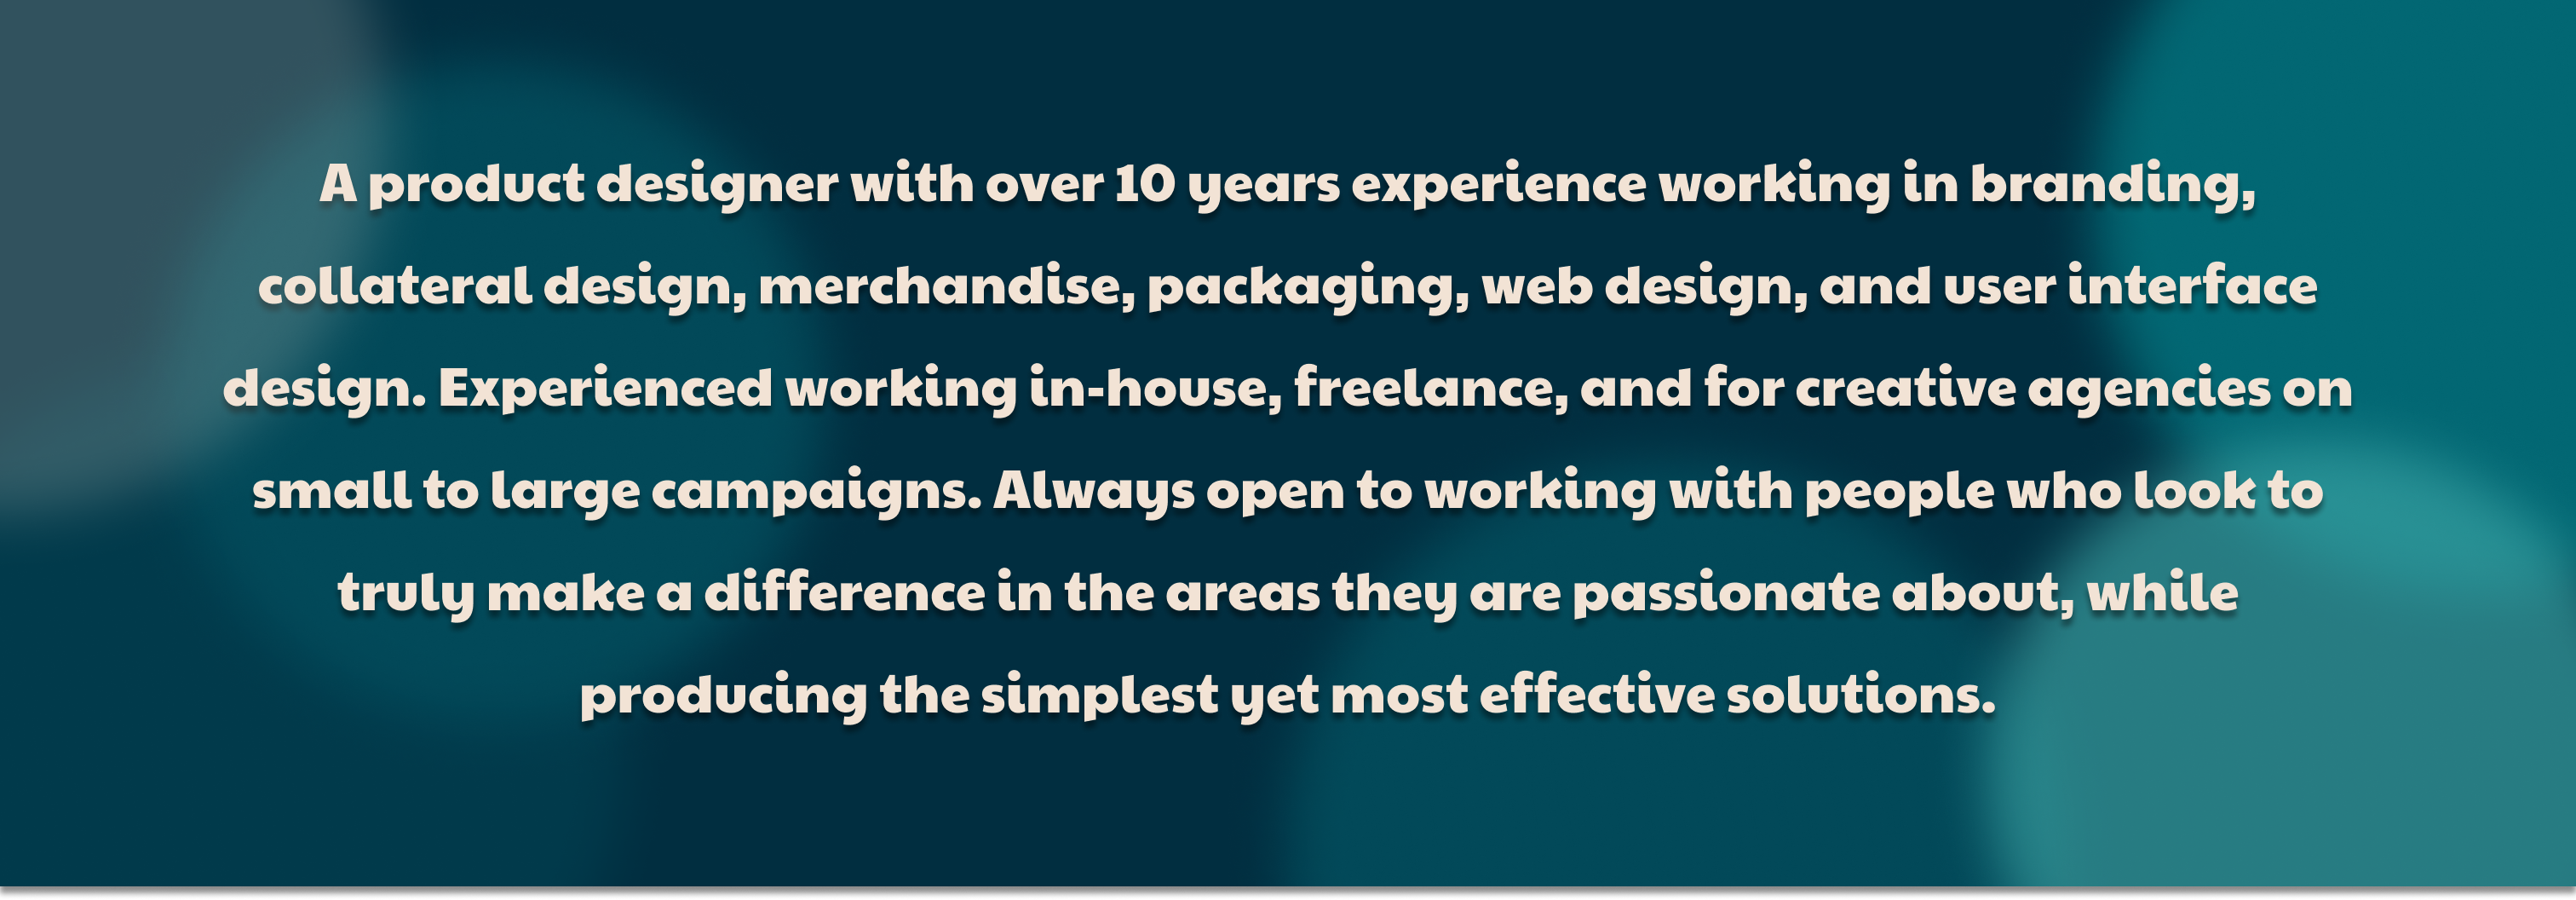 A product designer with over 10 years experience working in branding,
collateral design, merchandise, packaging, web design, and user interface
design. Experienced working in-house, freelance, and for creative agencies on
small to large campaigns. Always open to working with people who look to
truly make a difference in the areas they are passionate about, while
producing the simplest yet most effective solutions.